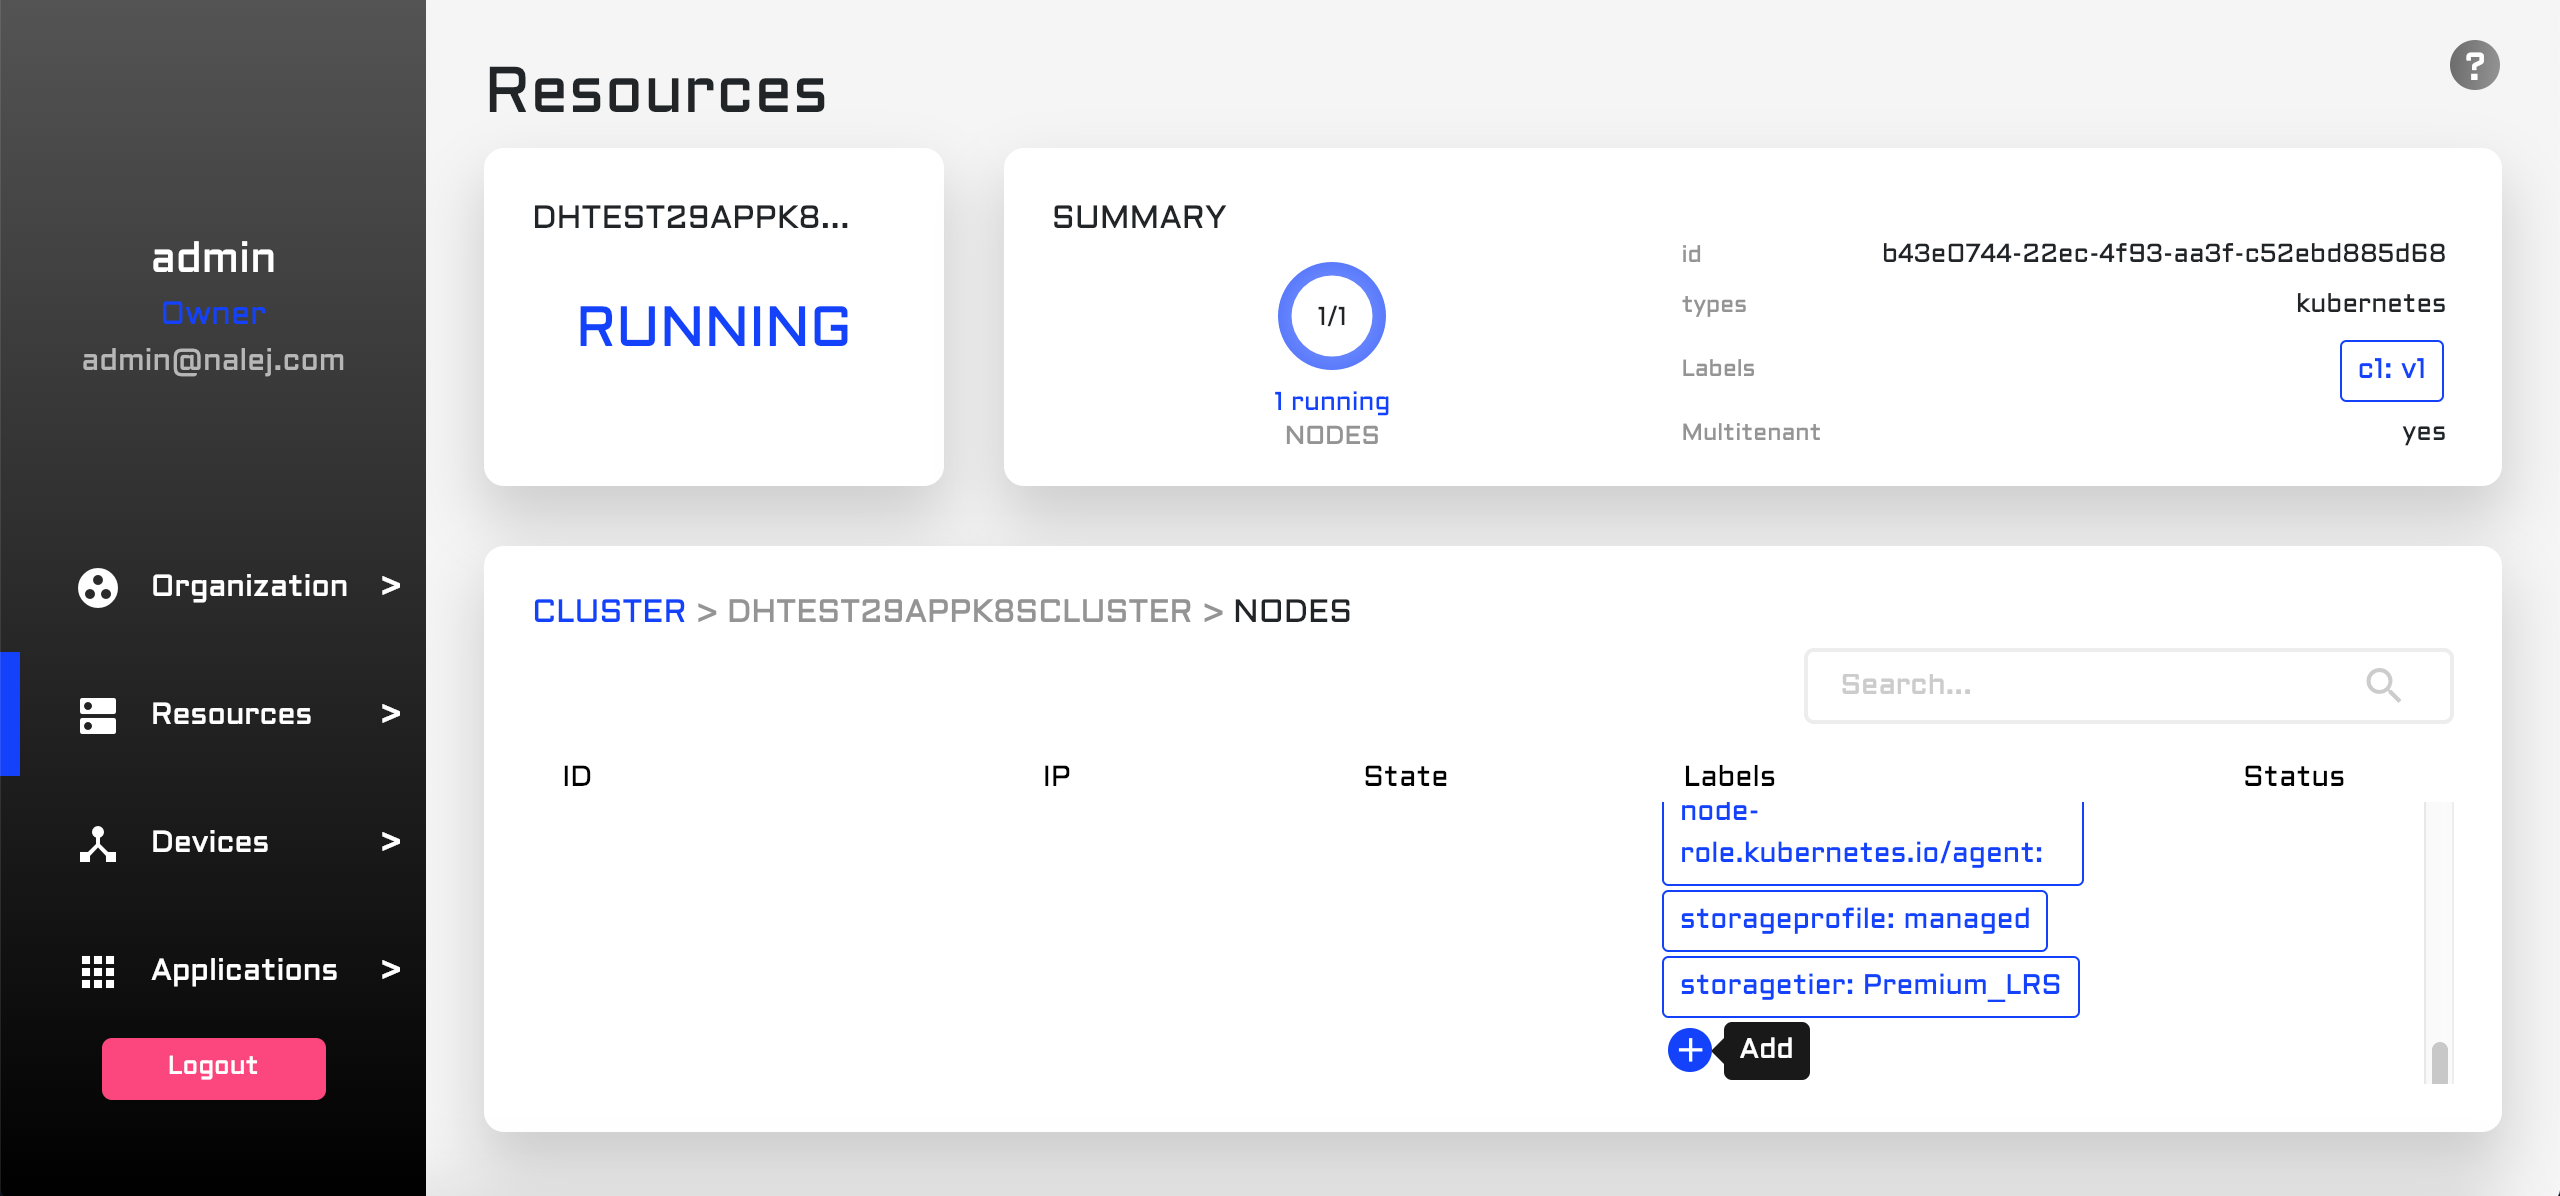 admin
Owner
admin@nalej.com
Organization >
Resources >
Devices >
Applications >
Logout
Resources
?
DHTEST29APPK8...
RUNNING
SUMMARY
1/1
1 running
NODES
id b43e0744-22ec-4f93-aa3f-c52ebd885d68
types kubernetes
Labels c1: v1
Multitenant yes
CLUSTER > DHTEST29APPK8SCLUSTER > NODES
Search...
ID IP State Labels Status
node-
role.kubernetes.io/agent:
storageprofile: managed
storagetier: Premium_LRS
Add